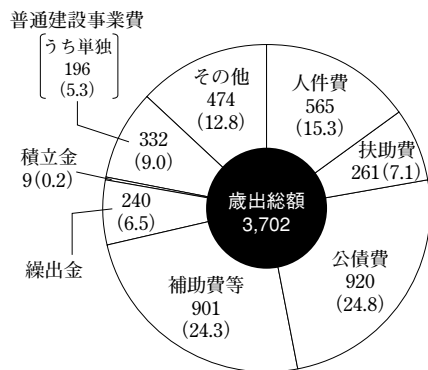 普通建設事業費
うち単独
196
(5.3)
332
(9.0)
その他
474
(12.8)
人件費
565
(15.3)
扶助費
261(7.1)
積立金
9(0.2)
240
(6.5)
繰出金
歳出総額
3,702
公債費
920
(24.8)
補助費等
901
(24.3)